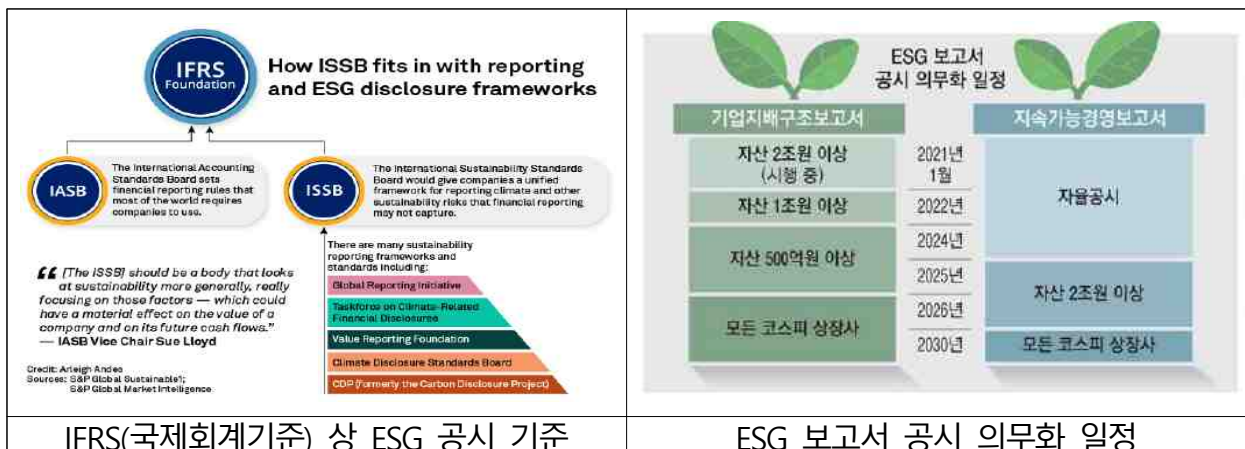 IFRS
Foundation
How ISSB fits in with reporting
and ESG disclosure frameworks
IASB
The International Accounting
Standards Board sets
financial reporting rules that
most of the world requires
companies to use.
ISSB
The International Sustainability Standards
Board would give companies a unified
framework for reporting climate and other
sustainability risks that financial reporting
may not capture.
“ [The ISSB] should be a body that looks
at sustainability more generally, really
focusing on those factors — which could
have a material effect on the value of a
company and on its future cash flows.”
— IASB Vice Chair Sue Lloyd
There are many sustainability
reporting frameworks and
standards including:
Global Reporting Initiative
Taskforce on Climate-Related
Financial Disclosures
Value Reporting Foundation
Climate Disclosure Standards Board
CDP (formerly the Carbon Disclosure Project)
Credit: Arleigh Andes
Sources: S&P Global Sustainable1;
S&P Global Market Intelligence
IFRS(국제회계기준) 상 ESG 공시 기준
ESG 보고서
공시 의무화 일정
기업지배구조보고서
지속가능경영보고서
자산 2조원 이상
(시행 중)
2021년
1월
자율공시
자산 1조원 이상
2022년
자산 500억원 이상
2024년
2025년
자산 2조원 이상
2026년
모든 코스피 상장사
2030년
모든 코스피 상장사
ESG 보고서 공시 의무화 일정